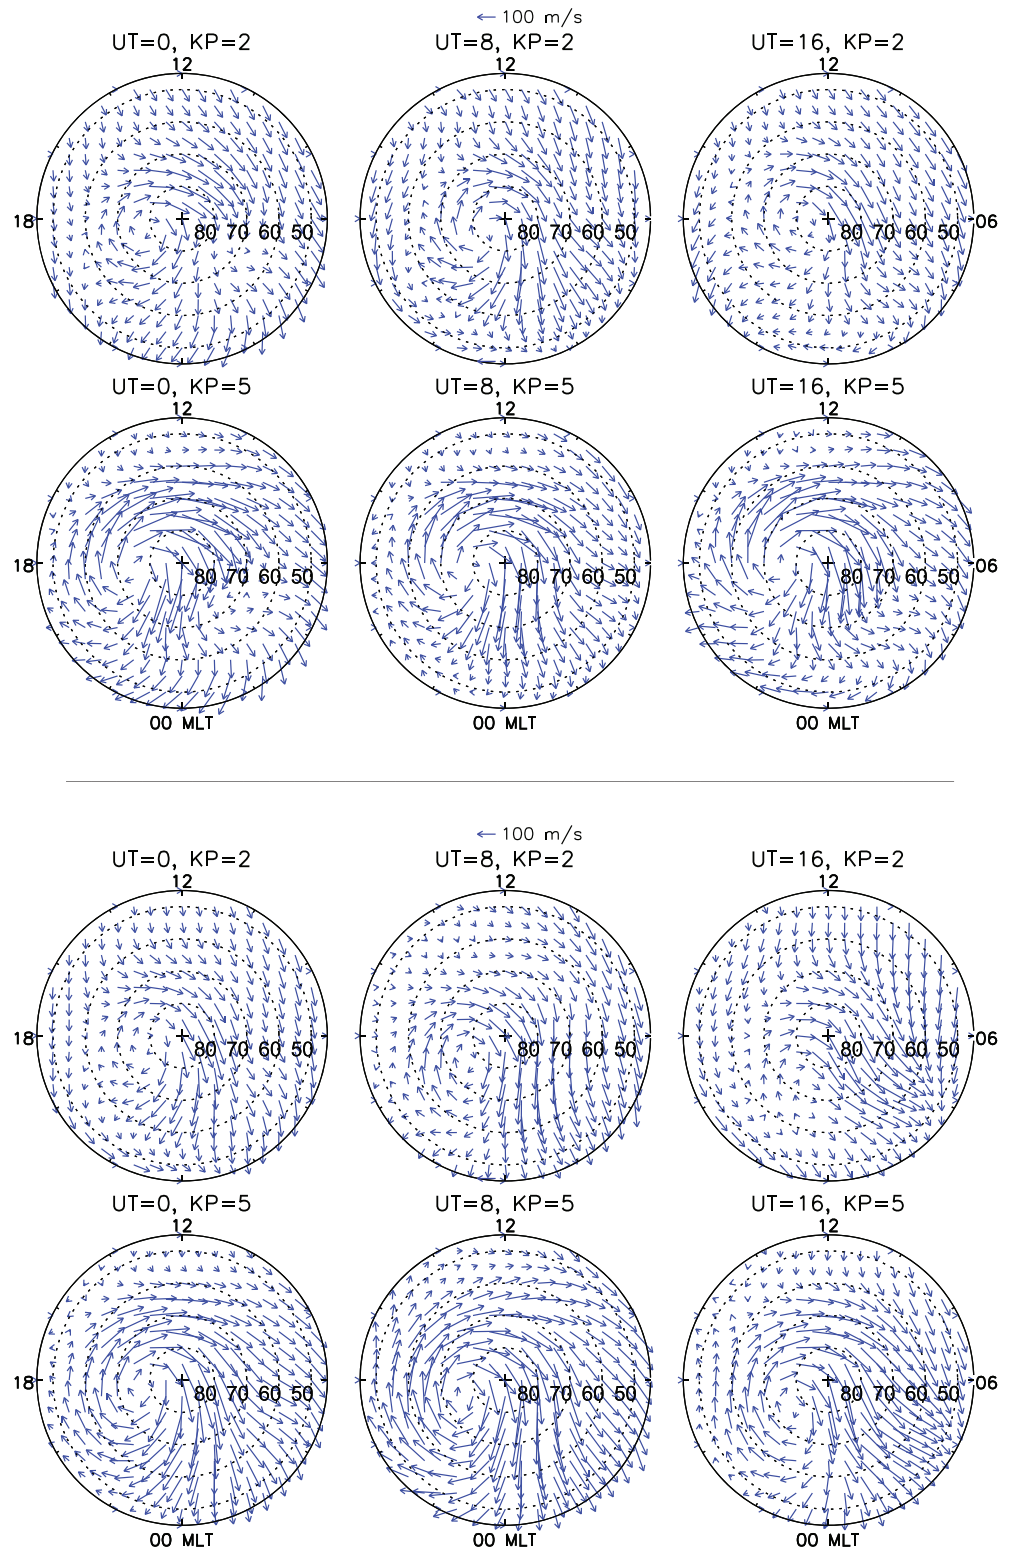 100 m/s
UT=0, KP=2 UT=8, KP=2 UT=16, KP=2
12 12 12
18 80 70 60 50 80 70 60 50 80 70 60 50 06
UT=0, KP=5 UT=8, KP=5 UT=16, KP=5
12 12 12
18 80 70 60 50 80 70 60 50 80 70 60 50 06
00 MLT 00 MLT 00 MLT
100 m/s
UT=0, KP=2 UT=8, KP=2 UT=16, KP=2
12 12 12
18 80 70 60 50 80 70 60 50 80 70 60 50 06
UT=0, KP=5 UT=8, KP=5 UT=16, KP=5
12 12 12
18 80 70 60 50 80 70 60 50 80 70 60 50 06
00 MLT 00 MLT 00 MLT